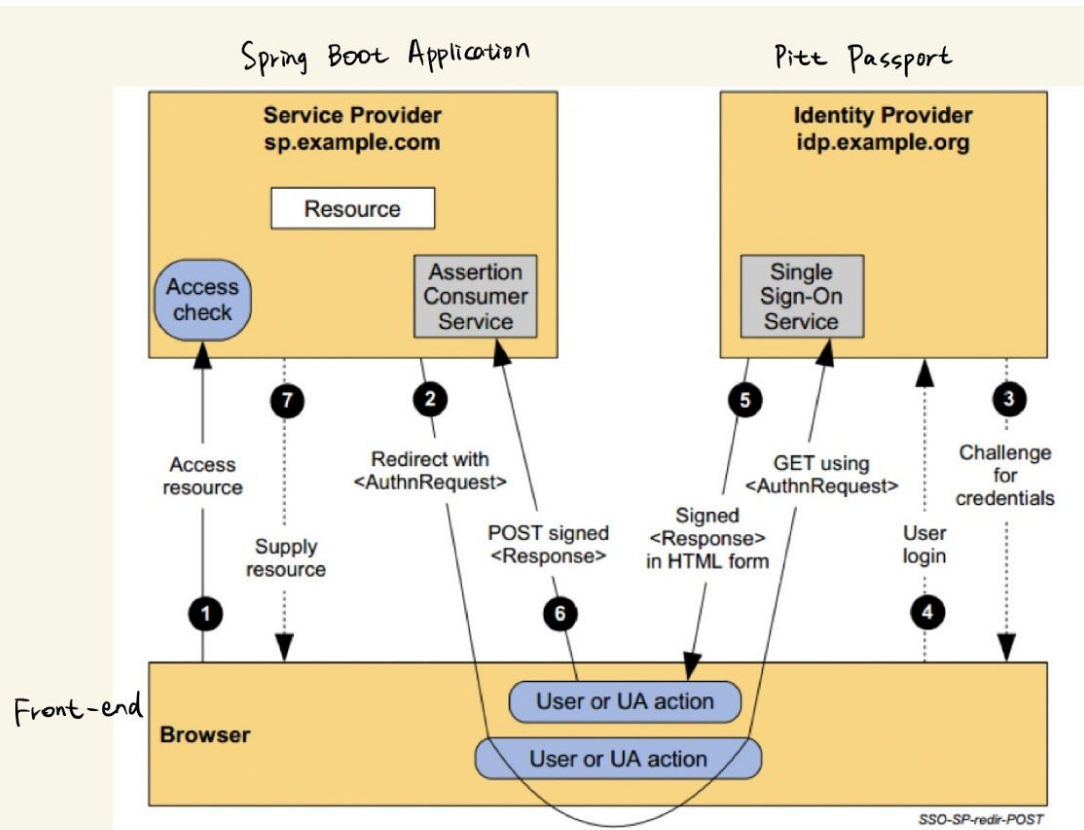 Spring Boot Application
Pitt Passport
Service Provider
sp.example.com
Identity Provider
idp.example.org
Resource
Access
check
Assertion
Consumer
Service
Single
Sign-On
Service
7
2
5
3
Access
resource
Redirect with
<AuthnRequest>
GET using
<AuthnRequest>
Challenge
for
credentials
Supply
resource
POST signed
<Response>
Signed
<Response>
in HTML form
User
login
1
6
4
Front-end
Browser
User or UA action
User or UA action
SSO-SP-redir-POST